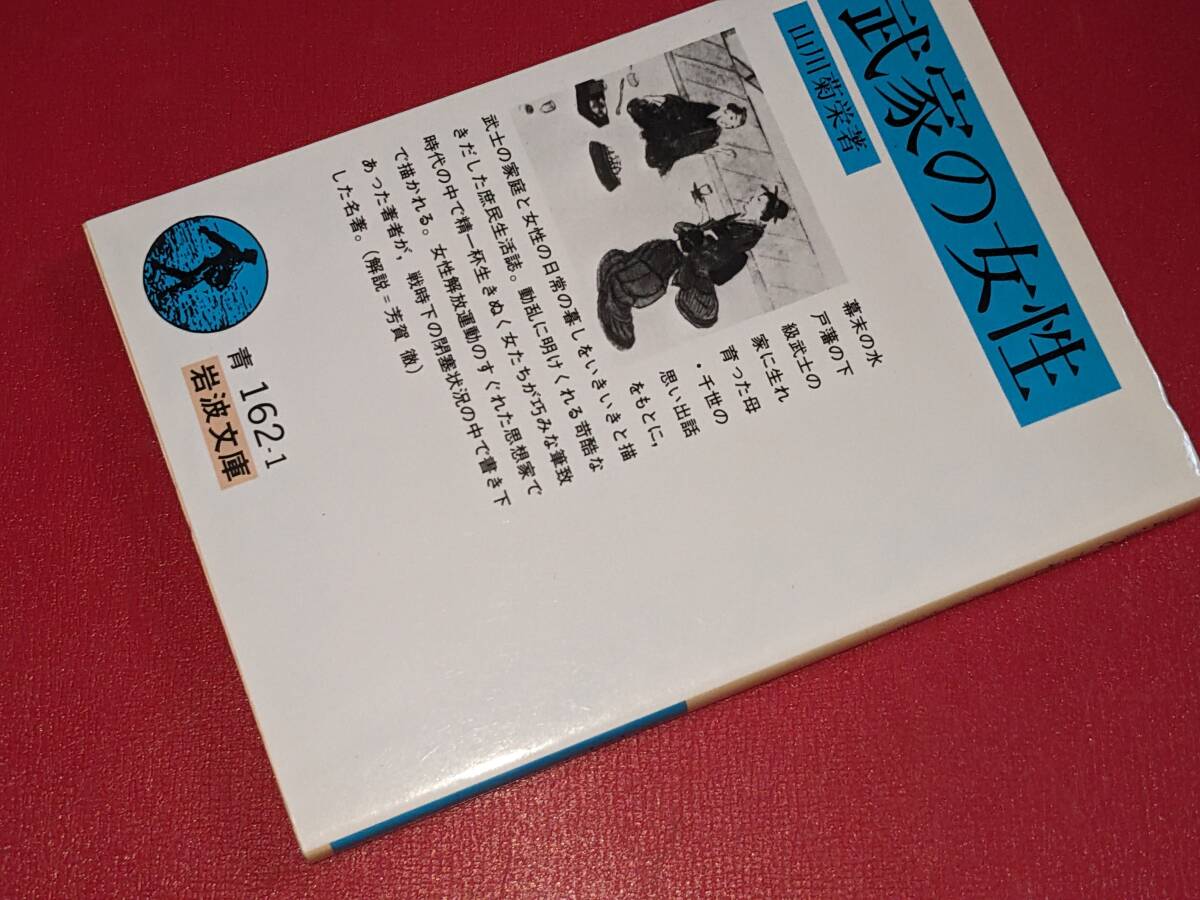 武家の女性
山川菊栄著
幕末の水
戸藩の下
級武士の
家に生れ
育った母
・千世の
思い出話
をもとに，
武士の家庭と女性の日常の暮しをいきいきと描
きだした庶民生活誌。動乱に明けくれる苛酷な
時代の中で精一杯生きぬく女たちが巧みな筆致
で描かれる。女性解放運動のすぐれた思想家で
あった著者が，戦時下の閉塞状況の中で書き下
した名著。（解説＝芳賀 徹）
青 162-1
岩波文庫